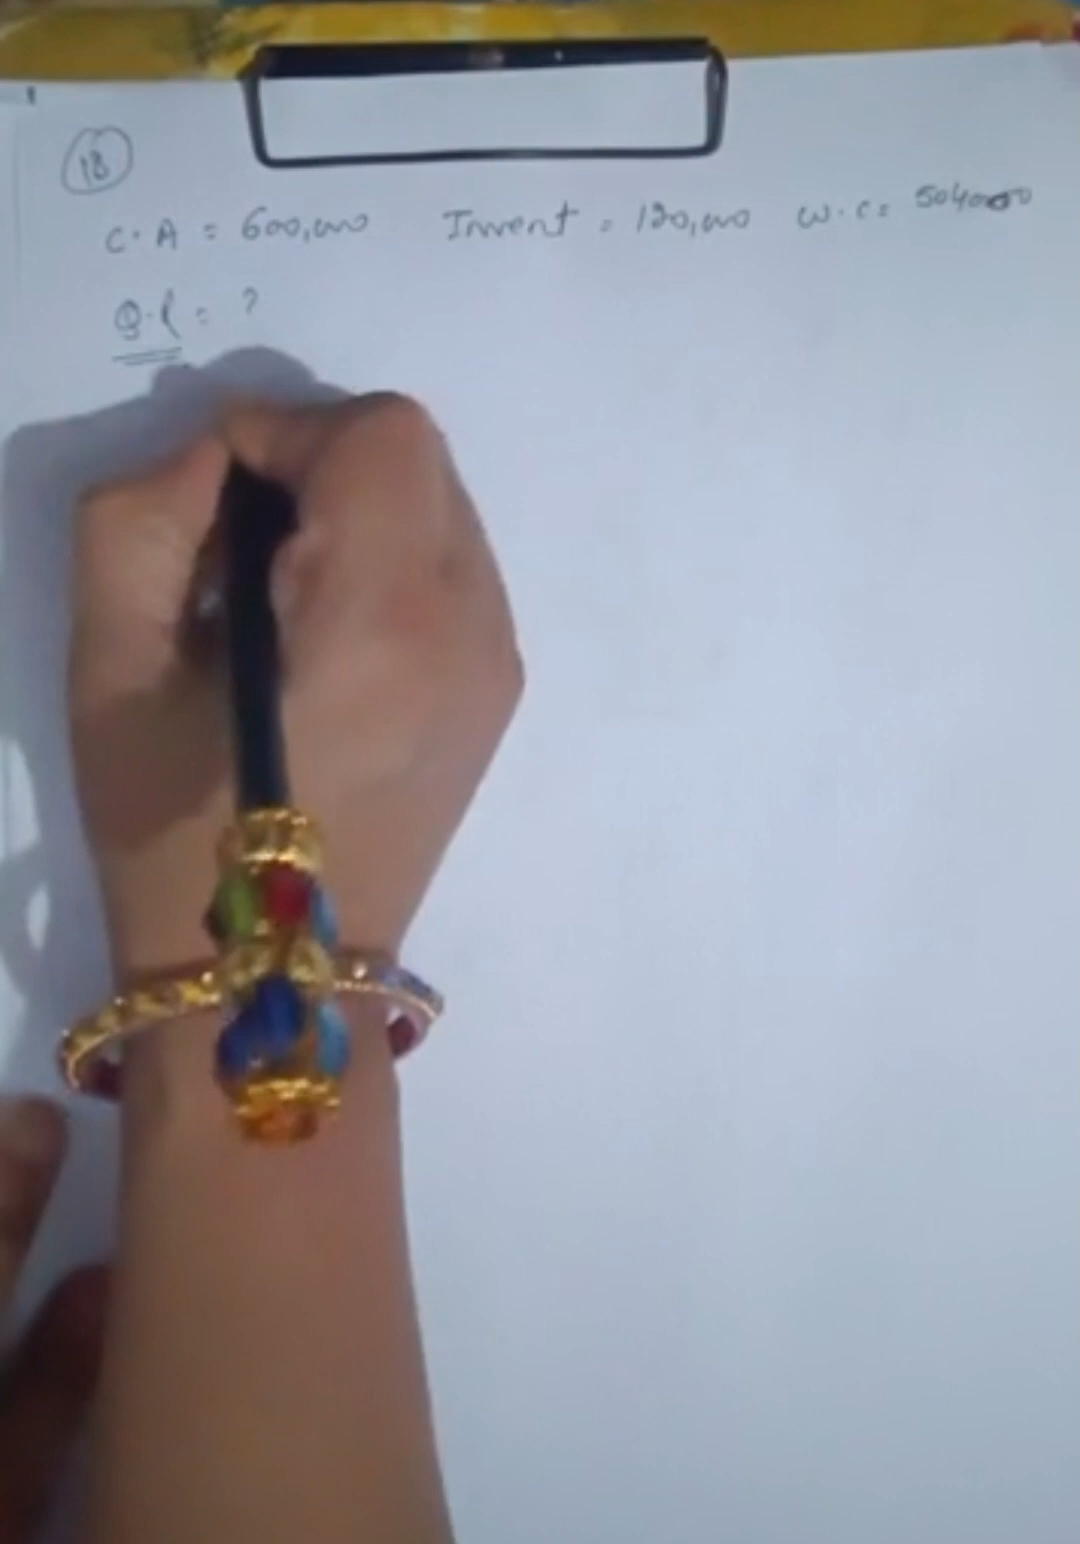 18
C.A = 600,000 Invent = 120,000 W.C = 504000
Q.R = ?